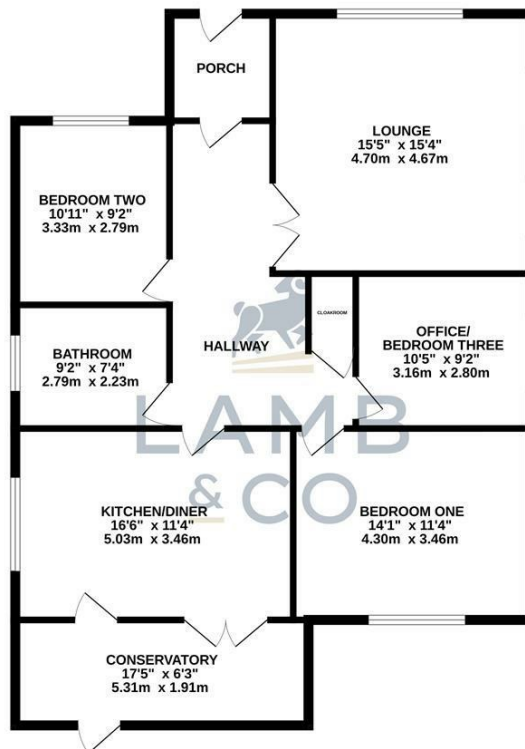 PORCH
LOUNGE
15'5" x 15'4"
4.70m x 4.67m
BEDROOM TWO
10'11" x 9'2"
3.33m x 2.79m
CLOAKROOM
OFFICE/
BEDROOM THREE
10'5" x 9'2"
3.16m x 2.80m
BATHROOM
9'2" x 7'4"
2.79m x 2.23m
HALLWAY
LAMB
& CO
KITCHEN/DINER
16'6" x 11'4"
5.03m x 3.46m
BEDROOM ONE
14'1" x 11'4"
4.30m x 3.46m
CONSERVATORY
17'5" x 6'3"
5.31m x 1.91m